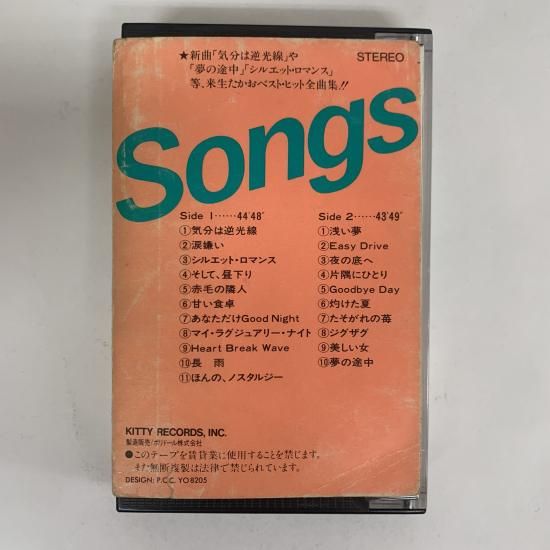 ★新曲「気分は逆光線」や
「夢の途中」「シルエット・ロマンス」
等、来生たかおベスト・ヒット全曲集!!
STEREO
Songs
Side 1……44'48"
①気分は逆光線
②涙嫌い
③シルエット・ロマンス
④そして、昼下り
⑤赤毛の隣人
⑥甘い食卓
⑦あなただけGood Night
⑧マイ・ラグジュアリー・ナイト
⑨Heart Break Wave
⑩長 雨
⑪ほんの、ノスタルジー
Side 2……43'49"
①浅い夢
②Easy Drive
③夜の底へ
④片隅にひとり
⑤Goodbye Day
⑥灼けた夏
⑦たそがれの苺
⑧ジグザグ
⑨美しい女
⑩夢の途中
KITTY RECORDS, INC.
製造販売/ポリドール株式会社
●このテープを賃貸業に使用することを禁じます。
また無断複製は法律で禁じられています。
DESIGN: P.C.C. YO8205